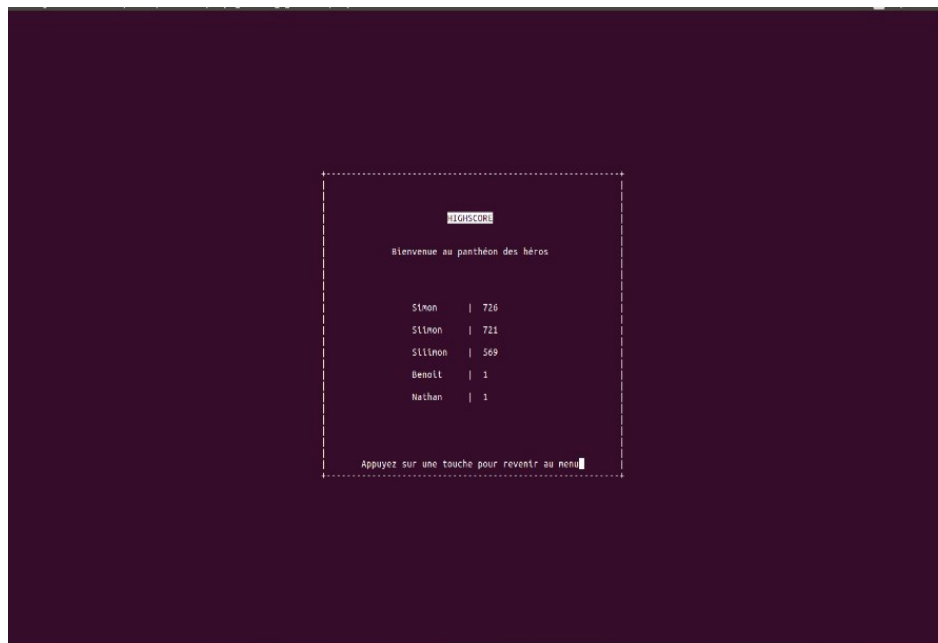 HIGHSCORE
Bienvenue au panthéon des héros
Simon | 726
Siimon | 721
Siiimon | 569
Benoit | 1
Nathan | 1
Appuyez sur une touche pour revenir au menu